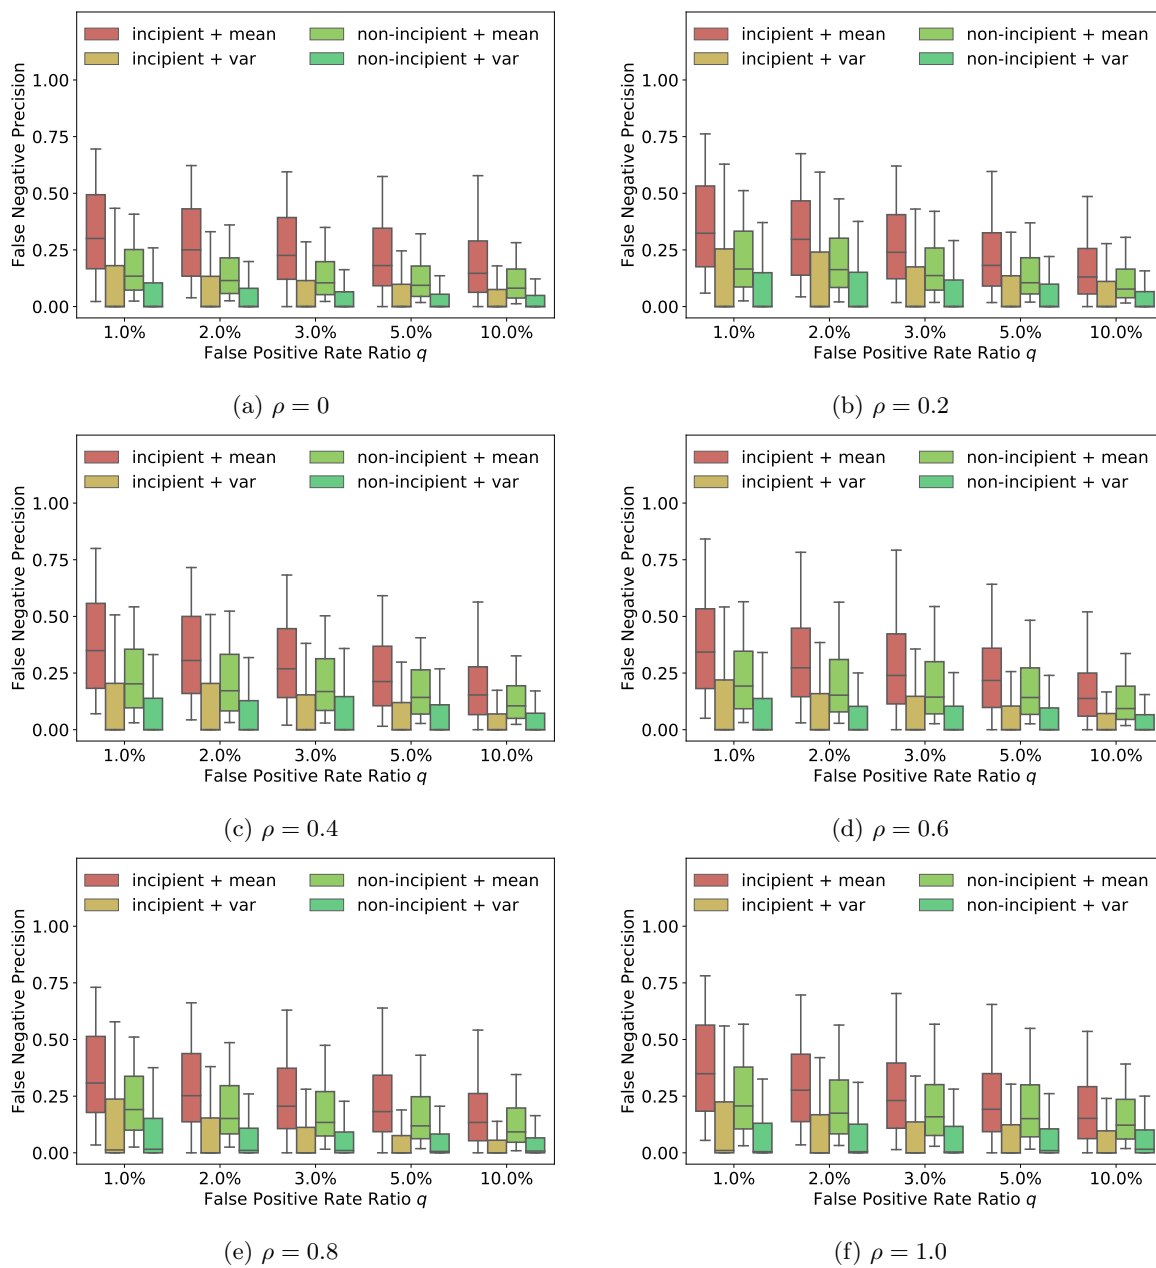 incipient + mean
non-incipient + mean
incipient + var
non-incipient + var
False Negative Precision
1.00
0.75
0.50
0.25
0.00
1.0% 2.0% 3.0% 5.0% 10.0%
False Positive Rate Ratio q
(a) ρ = 0
incipient + mean
non-incipient + mean
incipient + var
non-incipient + var
False Negative Precision
1.00
0.75
0.50
0.25
0.00
1.0% 2.0% 3.0% 5.0% 10.0%
False Positive Rate Ratio q
(b) ρ = 0.2
incipient + mean
non-incipient + mean
incipient + var
non-incipient + var
False Negative Precision
1.00
0.75
0.50
0.25
0.00
1.0% 2.0% 3.0% 5.0% 10.0%
False Positive Rate Ratio q
(c) ρ = 0.4
incipient + mean
non-incipient + mean
incipient + var
non-incipient + var
False Negative Precision
1.00
0.75
0.50
0.25
0.00
1.0% 2.0% 3.0% 5.0% 10.0%
False Positive Rate Ratio q
(d) ρ = 0.6
incipient + mean
non-incipient + mean
incipient + var
non-incipient + var
False Negative Precision
1.00
0.75
0.50
0.25
0.00
1.0% 2.0% 3.0% 5.0% 10.0%
False Positive Rate Ratio q
(e) ρ = 0.8
incipient + mean
non-incipient + mean
incipient + var
non-incipient + var
False Negative Precision
1.00
0.75
0.50
0.25
0.00
1.0% 2.0% 3.0% 5.0% 10.0%
False Positive Rate Ratio q
(f) ρ = 1.0